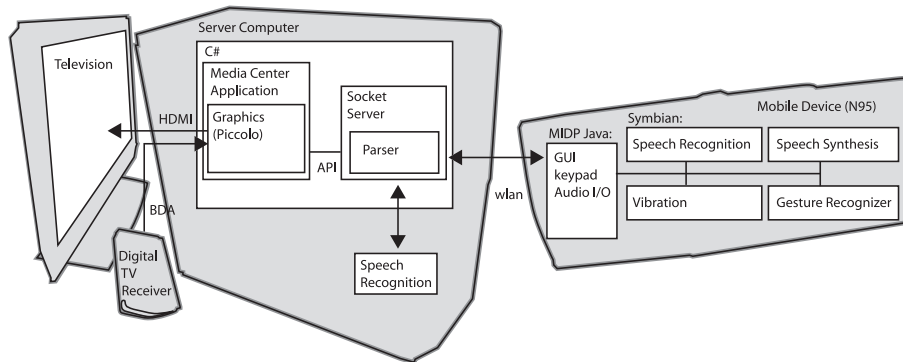 Server Computer
C#
Television
Media Center
Application
Graphics
(Piccolo)
HDMI
Socket
Server
Parser
API
BDA
Digital
TV
Receiver
Speech
Recognition
wlan
Mobile Device (N95)
Symbian:
MIDP Java:
GUI
keypad
Audio I/O
Speech Recognition
Speech Synthesis
Vibration
Gesture Recognizer